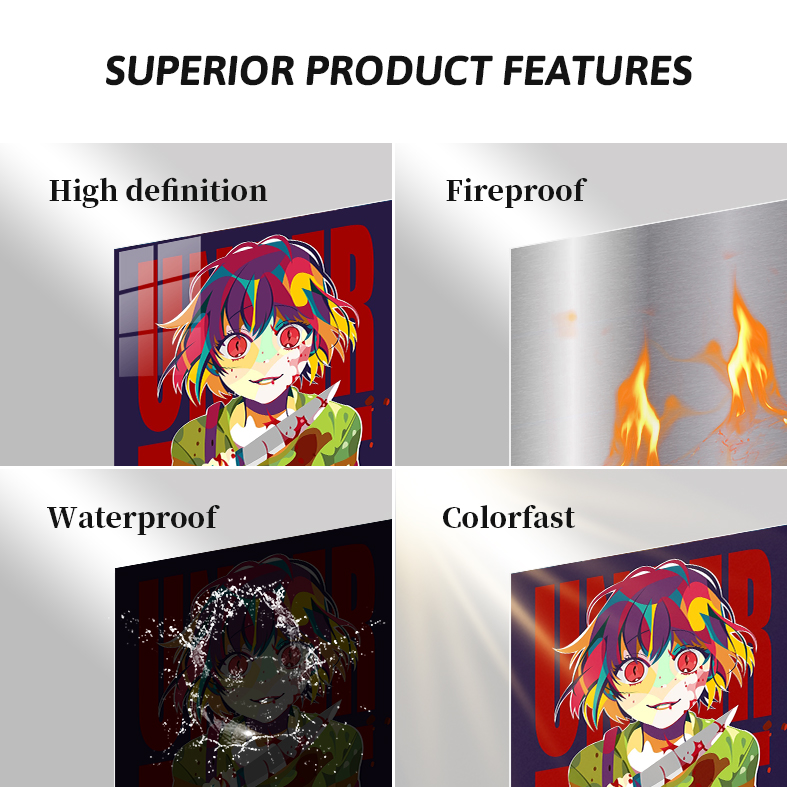 SUPERIOR PRODUCT FEATURES
High definition
Fireproof
Waterproof
Colorfast